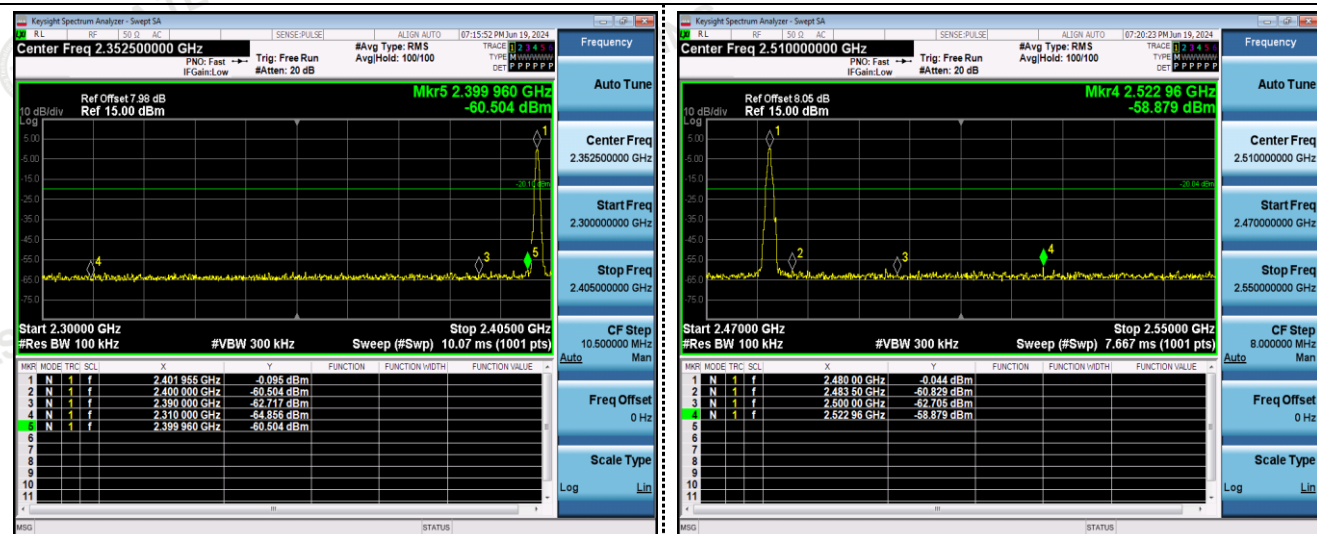 Keysight Spectrum Analyzer - Swept SA
RL RF 50 Ω AC SENSE:PULSE ALIGN AUTO 07:15:52 PM Jun 19, 2024
Center Freq 2.352500000 GHz
#Avg Type: RMS
TRACE 1 2 3 4 5 6
PNO: Fast
Trig: Free Run
Avg|Hold: 100/100
TYPE M W W W W W
IFGain:Low
#Atten: 20 dB
DET P P P P P P
Mkr5 2.399 960 GHz
-60.504 dBm
Ref Offset 7.98 dB
10 dB/div
Ref 15.00 dBm
Log
5.00
-5.00
-15.0
-25.0
-35.0
-45.0
-55.0
-65.0
-75.0
-20.10 dBm
1
4
3
5
Start 2.30000 GHz
Stop 2.40500 GHz
#Res BW 100 kHz
#VBW 300 kHz
Sweep (#Swp) 10.07 ms (1001 pts)
MKR MODE TRC SCL X Y FUNCTION FUNCTION WIDTH FUNCTION VALUE
1 N 1 f 2.401 955 GHz -0.095 dBm
2 N 1 f 2.400 000 GHz -60.504 dBm
3 N 1 f 2.390 000 GHz -62.717 dBm
4 N 1 f 2.310 000 GHz -64.856 dBm
5 N 1 f 2.399 960 GHz -60.504 dBm
6
7
8
9
10
11
MSG
STATUS
Frequency
Auto Tune
Center Freq
2.352500000 GHz
Start Freq
2.300000000 GHz
Stop Freq
2.405000000 GHz
CF Step
10.500000 MHz
Auto Man
Freq Offset
0 Hz
Scale Type
Log Lin
Keysight Spectrum Analyzer - Swept SA
RL RF 50 Ω AC SENSE:PULSE ALIGN AUTO 07:20:23 PM Jun 19, 2024
Center Freq 2.510000000 GHz
#Avg Type: RMS
TRACE 1 2 3 4 5 6
PNO: Fast
Trig: Free Run
Avg|Hold: 100/100
TYPE M W W W W W
IFGain:Low
#Atten: 20 dB
DET P P P P P P
Mkr4 2.522 96 GHz
-58.879 dBm
Ref Offset 8.05 dB
10 dB/div
Ref 15.00 dBm
Log
5.00
-5.00
-15.0
-25.0
-35.0
-45.0
-55.0
-65.0
-75.0
-20.04 dBm
1
2
3
4
Start 2.47000 GHz
Stop 2.55000 GHz
#Res BW 100 kHz
#VBW 300 kHz
Sweep (#Swp) 7.667 ms (1001 pts)
MKR MODE TRC SCL X Y FUNCTION FUNCTION WIDTH FUNCTION VALUE
1 N 1 f 2.480 00 GHz -0.044 dBm
2 N 1 f 2.483 50 GHz -60.829 dBm
3 N 1 f 2.500 00 GHz -62.705 dBm
4 N 1 f 2.522 96 GHz -58.879 dBm
5
6
7
8
9
10
11
MSG
STATUS
Frequency
Auto Tune
Center Freq
2.510000000 GHz
Start Freq
2.470000000 GHz
Stop Freq
2.550000000 GHz
CF Step
8.000000 MHz
Auto Man
Freq Offset
0 Hz
Scale Type
Log Lin